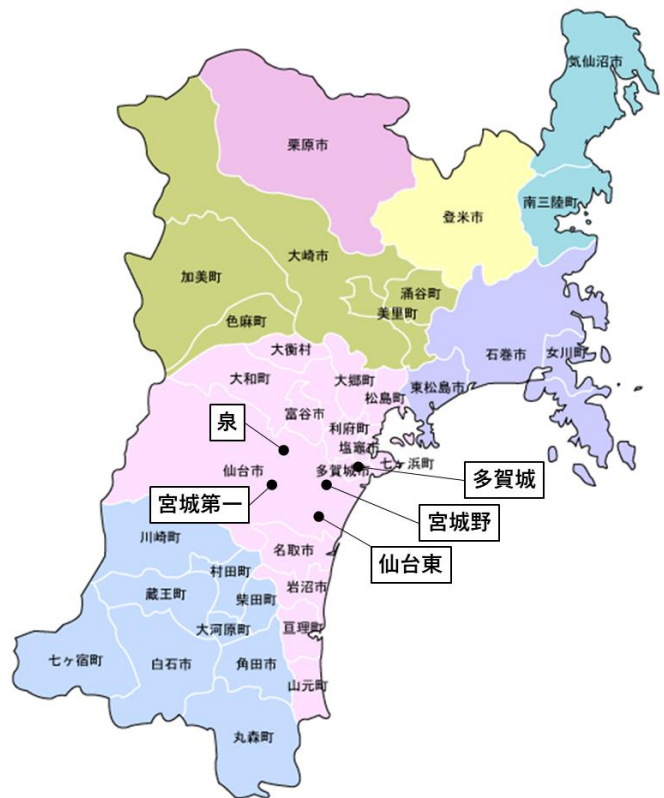 気仙沼市
栗原市
南三陸町
登米市
大崎市
加美町
涌谷町
美里町
色麻町
大衡村
石巻市
女川町
大和町
大郷町
東松島市
松島町
富谷市
泉
利府町
塩竈市
七ヶ浜町
仙台市
多賀城市
多賀城
宮城第一
宮城野
川崎町
名取市
仙台東
村田町
岩沼市
蔵王町
柴田町
大河原町
亘理町
七ヶ宿町
白石市
角田市
山元町
丸森町